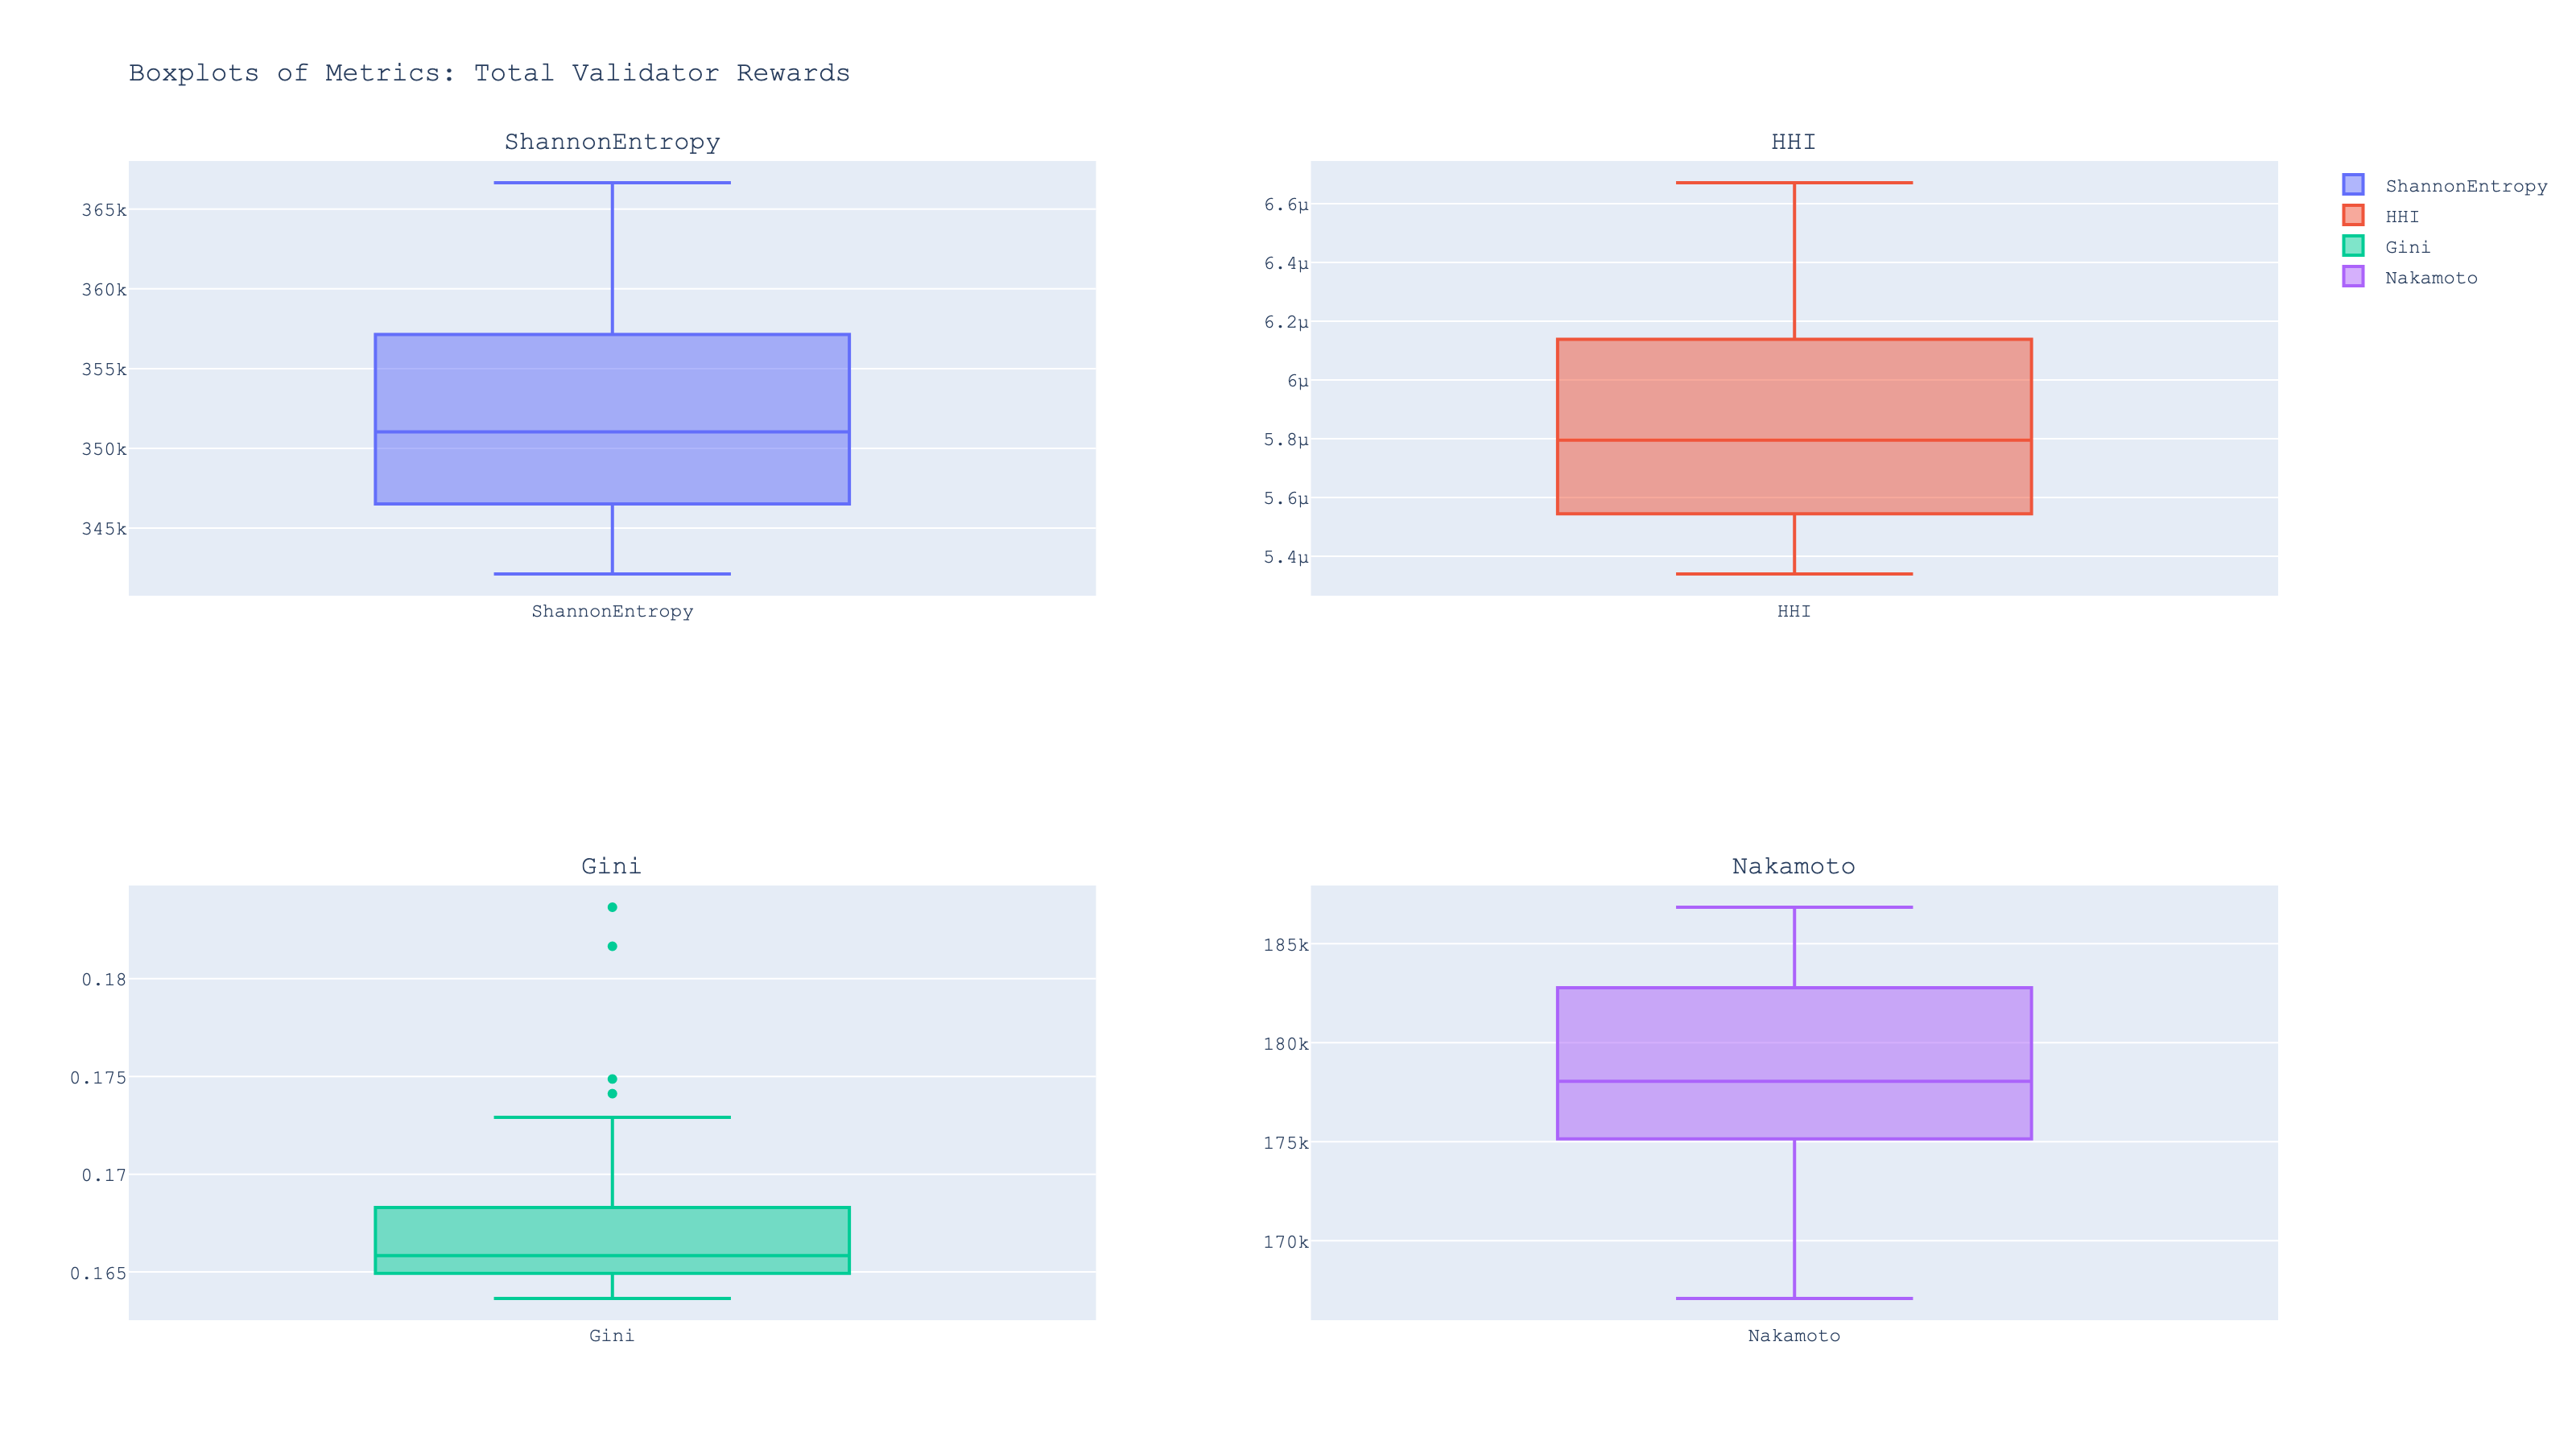 Boxplots of Metrics: Total Validator Rewards
ShannonEntropy
365k
360k
355k
350k
345k
ShannonEntropy
HHI
6.6μ
6.4μ
6.2μ
6μ
5.8μ
5.6μ
5.4μ
HHI
ShannonEntropy
HHI
Gini
Nakamoto
Gini
0.18
0.175
0.17
0.165
Gini
Nakamoto
185k
180k
175k
170k
Nakamoto